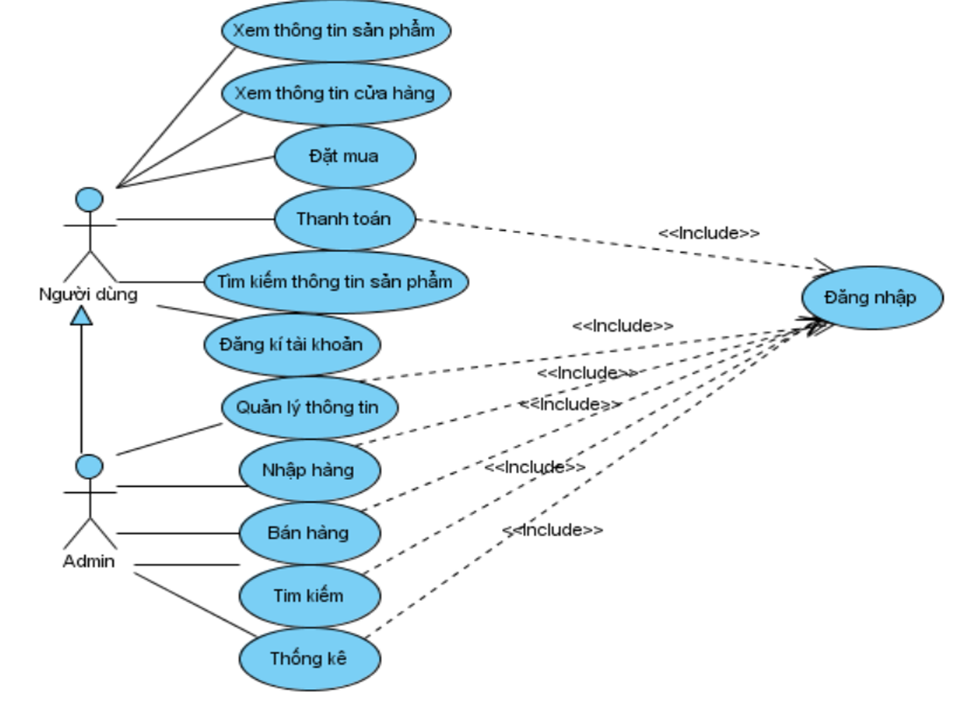 Xem thông tin sản phẩm
Xem thông tin cửa hàng
Đặt mua
Thanh toán
<<Include>>
Tìm kiếm thông tin sản phẩm
Người dùng
Đăng nhập
Đăng kí tài khoản
<<Include>>
<<Include>>
Quản lý thông tin
<<Include>>
Nhập hàng
<<Include>>
Bán hàng
<<Include>>
Admin
Tìm kiếm
Thống kê